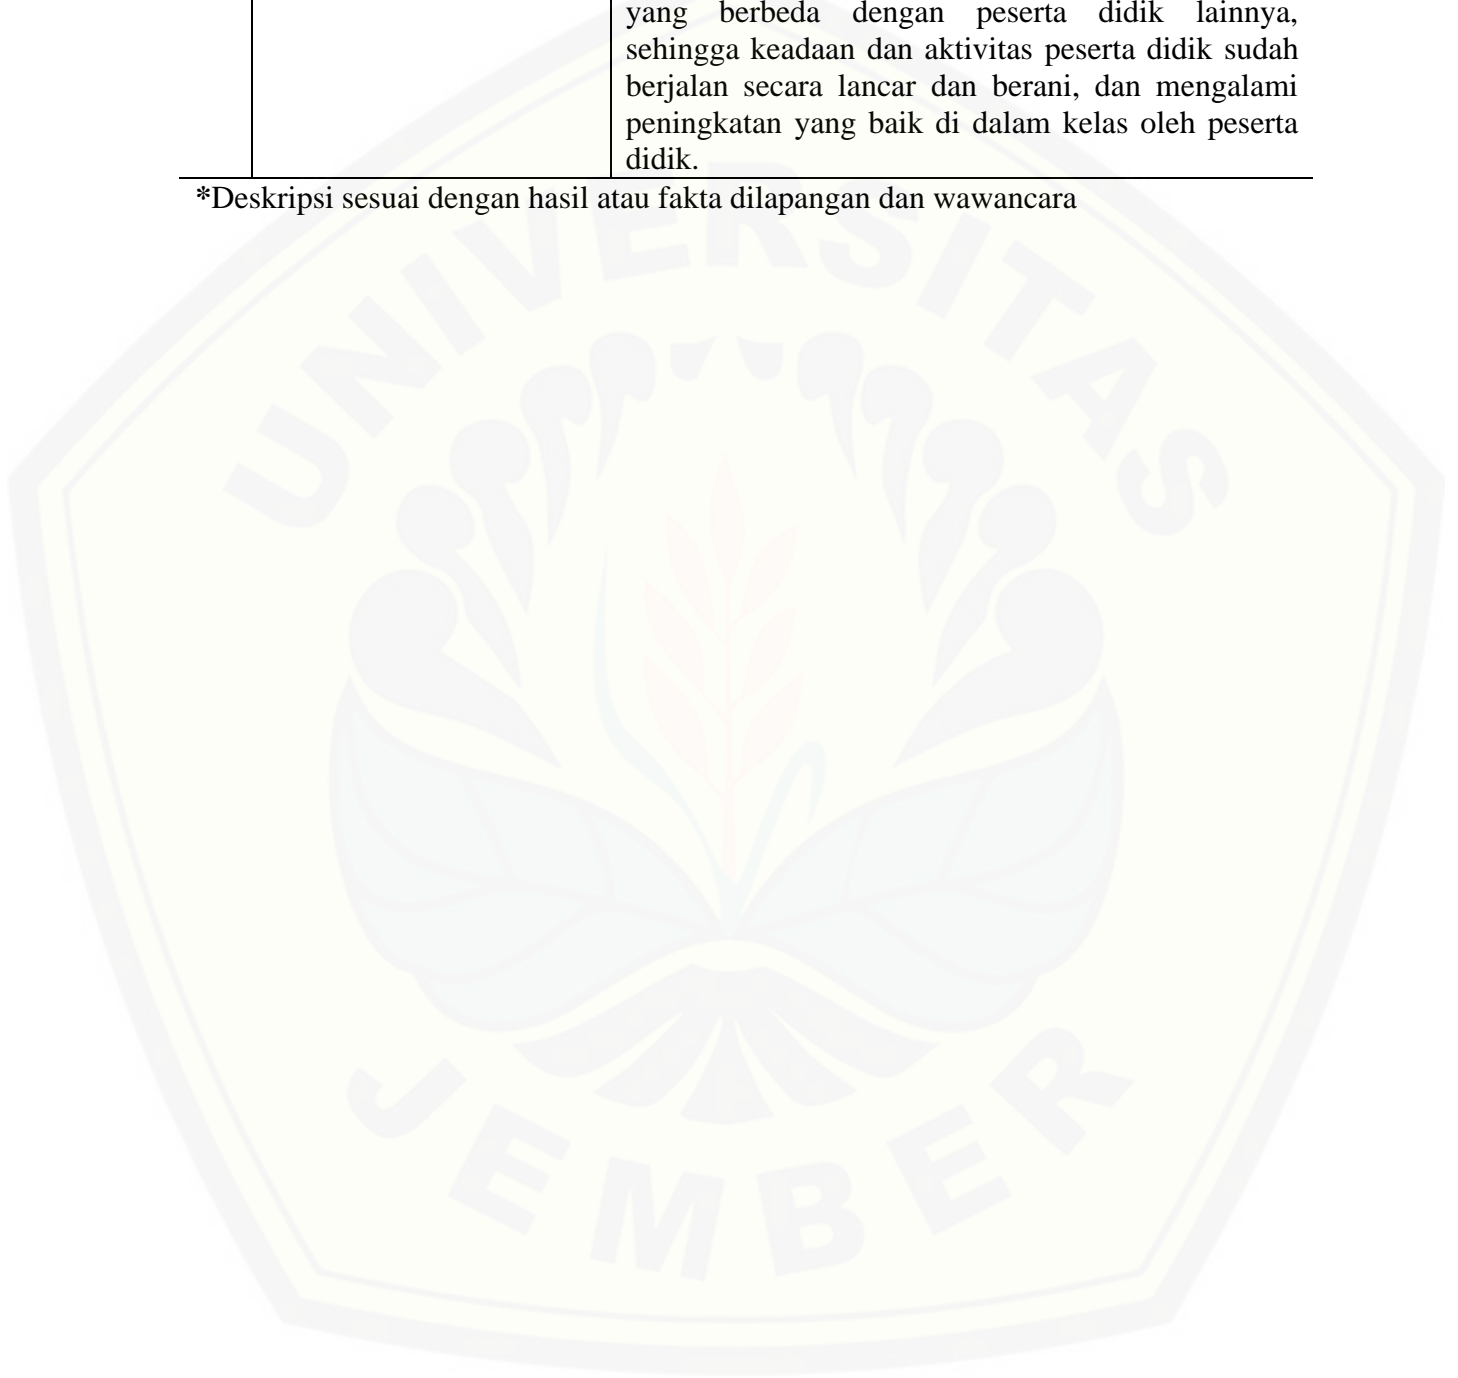 yang berbeda dengan peserta didik lainnya,
sehingga keadaan dan aktivitas peserta didik sudah
berjalan secara lancar dan berani, dan mengalami
peningkatan yang baik di dalam kelas oleh peserta
didik.
*Deskripsi sesuai dengan hasil atau fakta dilapangan dan wawancara
UNIVERSITAS
JEMBER